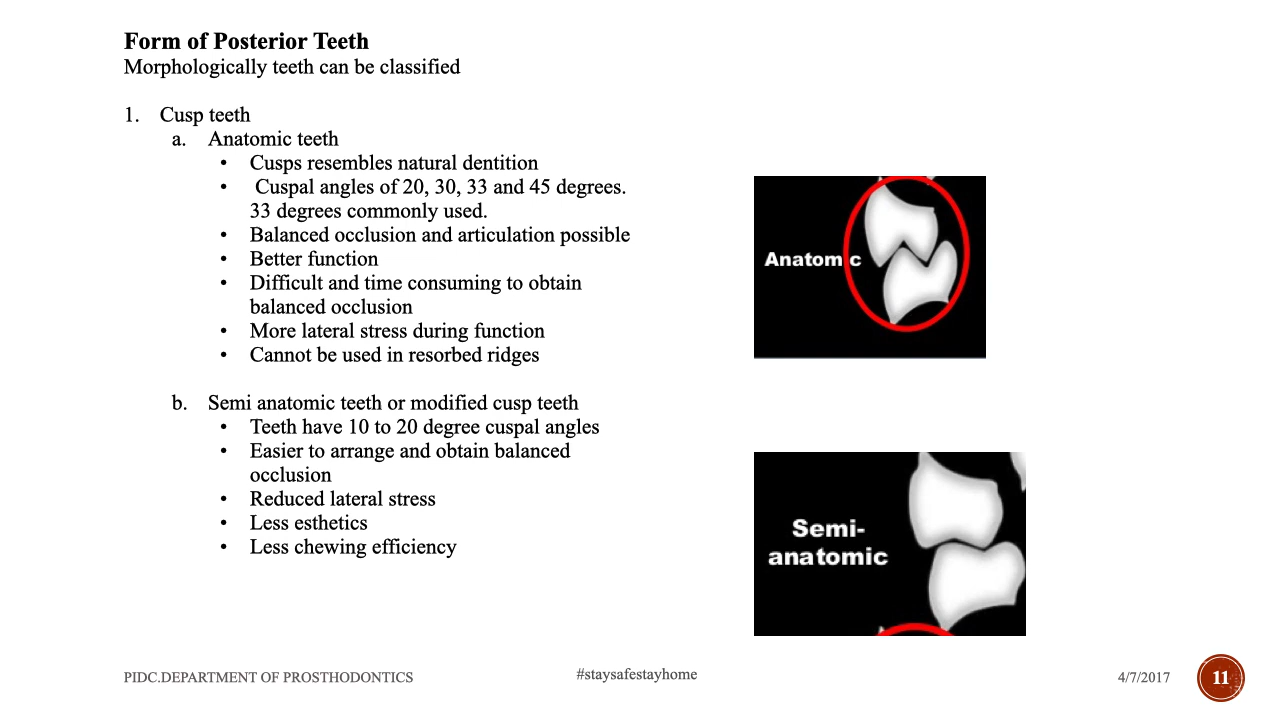 Form of Posterior Teeth
Morphologically teeth can be classified
1. Cusp teeth
a. Anatomic teeth
• Cusps resembles natural dentition
• Cuspal angles of 20, 30, 33 and 45 degrees.
33 degrees commonly used.
• Balanced occlusion and articulation possible
• Better function
• Difficult and time consuming to obtain
balanced occlusion
• More lateral stress during function
• Cannot be used in resorbed ridges
Anatomic
b. Semi anatomic teeth or modified cusp teeth
• Teeth have 10 to 20 degree cuspal angles
• Easier to arrange and obtain balanced
occlusion
• Reduced lateral stress
• Less esthetics
• Less chewing efficiency
Semi-
anatomic
PIDC.DEPARTMENT OF PROSTHODONTICS
#staysafestayhome
4/7/2017
11